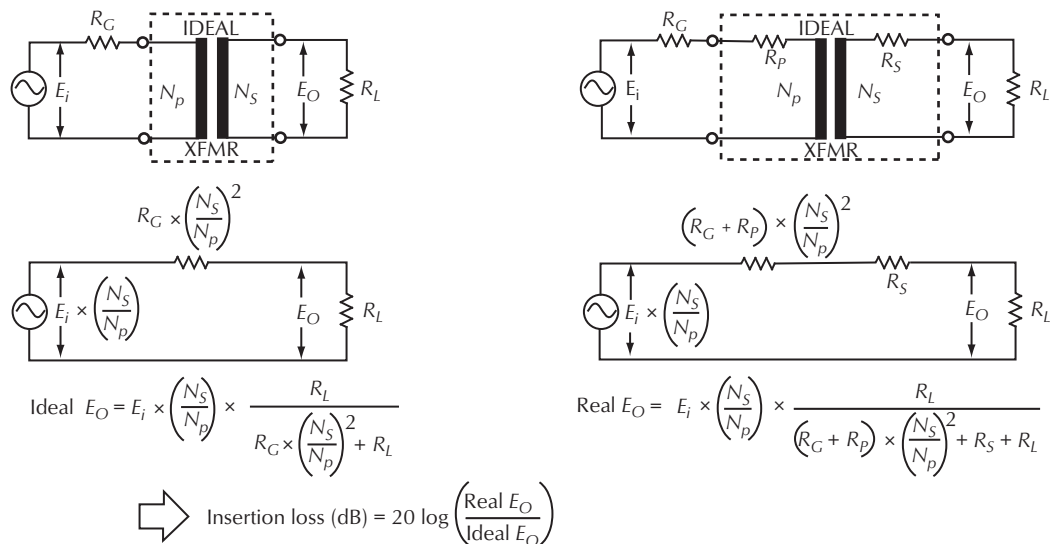 R_G IDEAL
E_i N_p N_S E_O R_L
XFMR
R_G × (N_S/N_p)^2
E_i × (N_S/N_p) E_O R_L
Ideal E_O = E_i × (N_S/N_p) × R_L / (R_G × (N_S/N_p)^2 + R_L)
R_G IDEAL
R_P R_S
E_i N_p N_S E_O R_L
XFMR
(R_G + R_P) × (N_S/N_p)^2
R_S
E_i × (N_S/N_p) E_O R_L
Real E_O = E_i × (N_S/N_p) × R_L / ((R_G + R_P) × (N_S/N_p)^2 + R_S + R_L)
Insertion loss (dB) = 20 log (Real E_O / Ideal E_O)